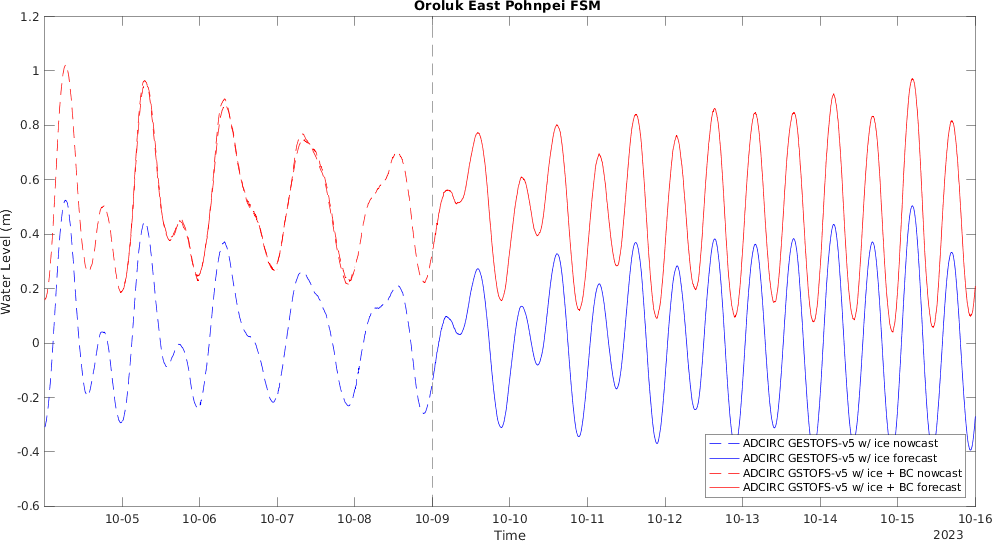 Oroluk East Pohnpei FSM
Water Level (m)
1.2
1
0.8
0.6
0.4
0.2
0
-0.2
-0.4
-0.6
ADCIRC GESTOFS-v5 w/ ice nowcast
ADCIRC GESTOFS-v5 w/ ice forecast
ADCIRC GSTOFS-v5 w/ ice + BC nowcast
ADCIRC GSTOFS-v5 w/ ice + BC forecast
10-05 10-06 10-07 10-08 10-09 10-10 10-11 10-12 10-13 10-14 10-15 10-16
Time
2023